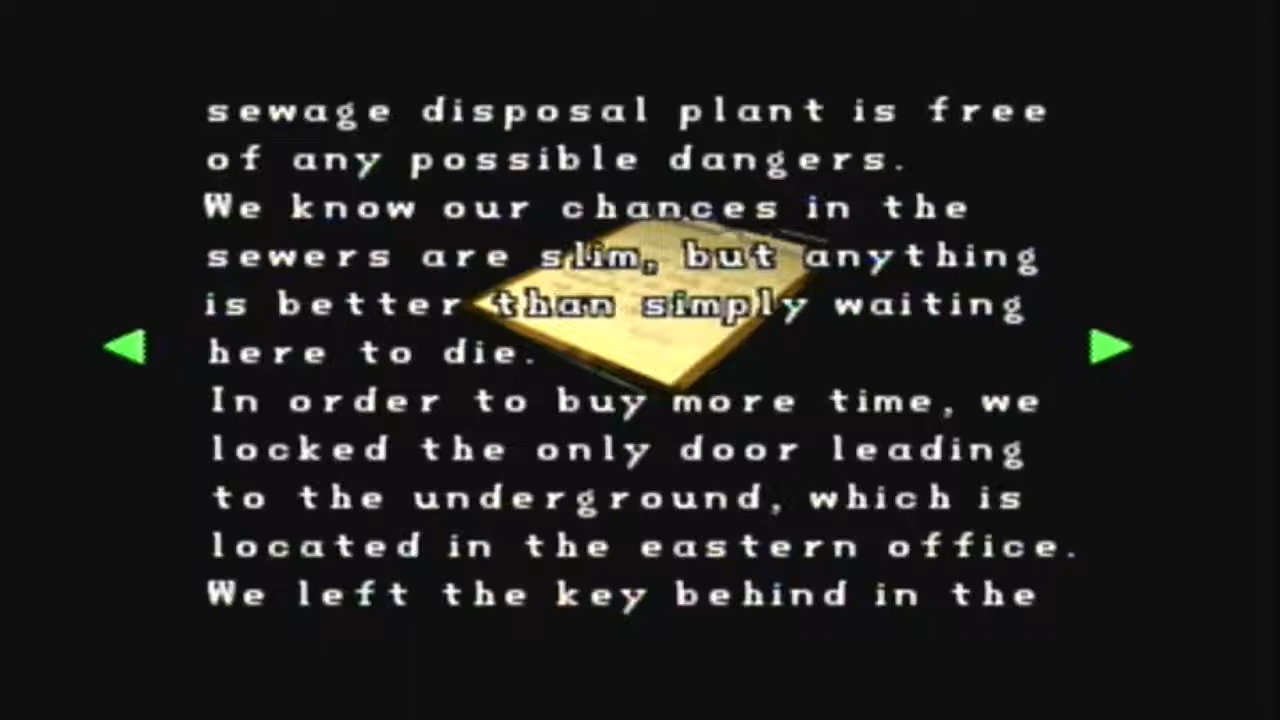 sewage disposal plant is free
of any possible dangers.
We know our chances in the
sewers are slim, but anything
is better than simply waiting
here to die.
In order to buy more time, we
locked the only door leading
to the underground, which is
located in the eastern office.
We left the key behind in the